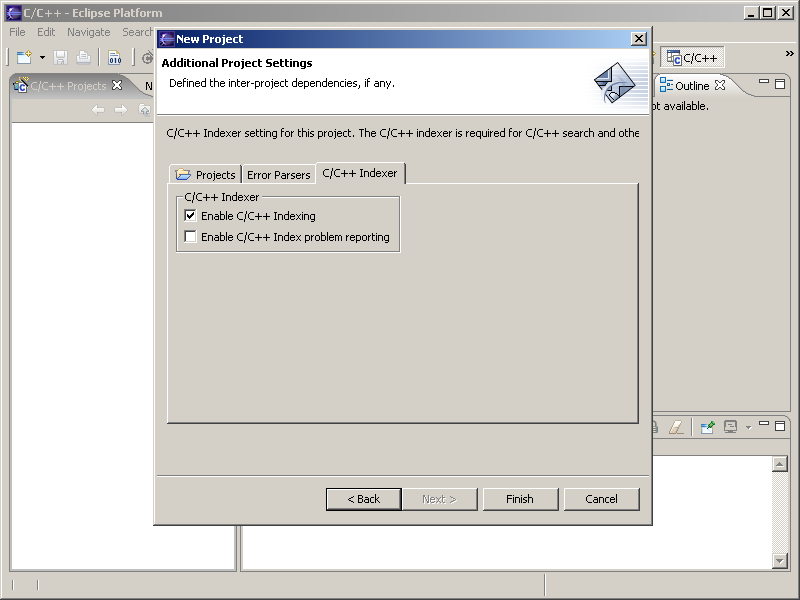 C/C++ - Eclipse Platform
File Edit Navigate Search
010
C/C++
C/C++ Projects
N
Outline
ot available.
New Project
Additional Project Settings
Defined the inter-project dependencies, if any.
C/C++ Indexer setting for this project. The C/C++ indexer is required for C/C++ search and othe
Projects Error Parsers C/C++ Indexer
C/C++ Indexer
Enable C/C++ Indexing
Enable C/C++ Index problem reporting
< Back Next > Finish Cancel